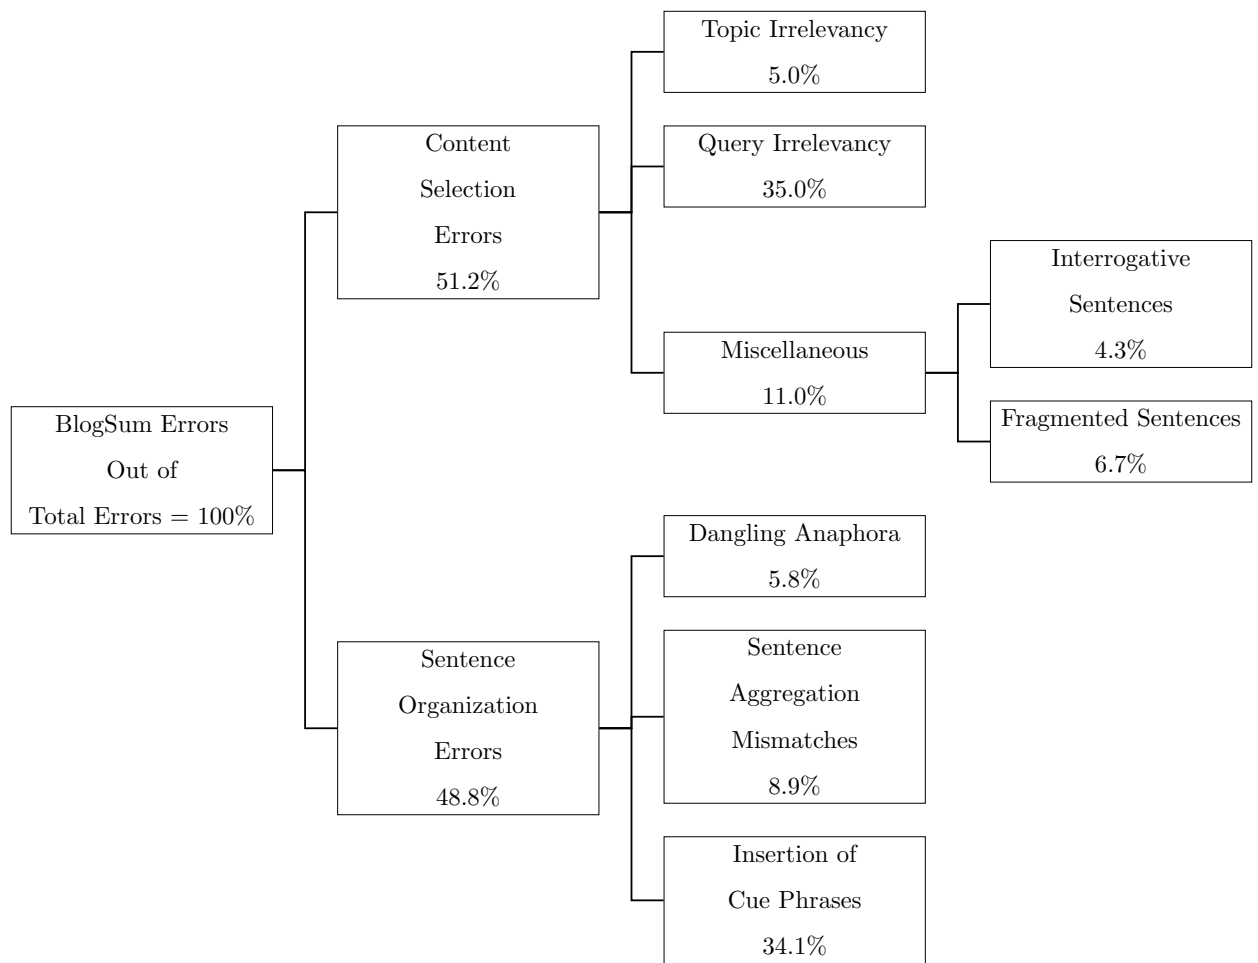 BlogSum Errors
Out of
Total Errors = 100%
Content
Selection
Errors
51.2%
Topic Irrelevancy
5.0%
Query Irrelevancy
35.0%
Miscellaneous
11.0%
Interrogative
Sentences
4.3%
Fragmented Sentences
6.7%
Sentence
Organization
Errors
48.8%
Dangling Anaphora
5.8%
Sentence
Aggregation
Mismatches
8.9%
Insertion of
Cue Phrases
34.1%